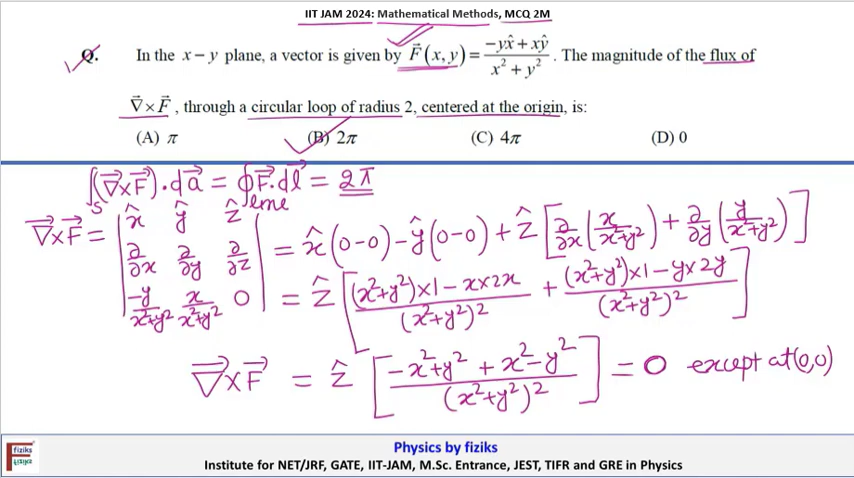 IIT JAM 2024: Mathematical Methods, MCQ 2M
Q. In the x – y plane, a vector is given by F⃗(x, y) = (−yx̂ + xŷ)/(x² + y²). The magnitude of the flux of
∇⃗×F⃗, through a circular loop of radius 2, centered at the origin, is:
(A) π (B) 2π (C) 4π (D) 0
∫_S (∇⃗×F⃗).da⃗ = ∮_line F⃗.dl⃗ = 2π
∇⃗×F⃗ = | x̂ ŷ ẑ ; ∂/∂x ∂/∂y ∂/∂z ; −y/(x²+y²) x/(x²+y²) 0 | = x̂(0−0) − ŷ(0−0) + ẑ[∂/∂x (x/(x²+y²)) + ∂/∂y (y/(x²+y²))]
= ẑ[((x²+y²)×1 − x×2x)/(x²+y²)² + ((x²+y²)×1 − y×2y)/(x²+y²)²]
∇⃗×F⃗ = ẑ[(−x²+y² + x²−y²)/(x²+y²)²] = 0 except at (0,0)
fiziks
Physics by fiziks
Institute for NET/JRF, GATE, IIT-JAM, M.Sc. Entrance, JEST, TIFR and GRE in Physics